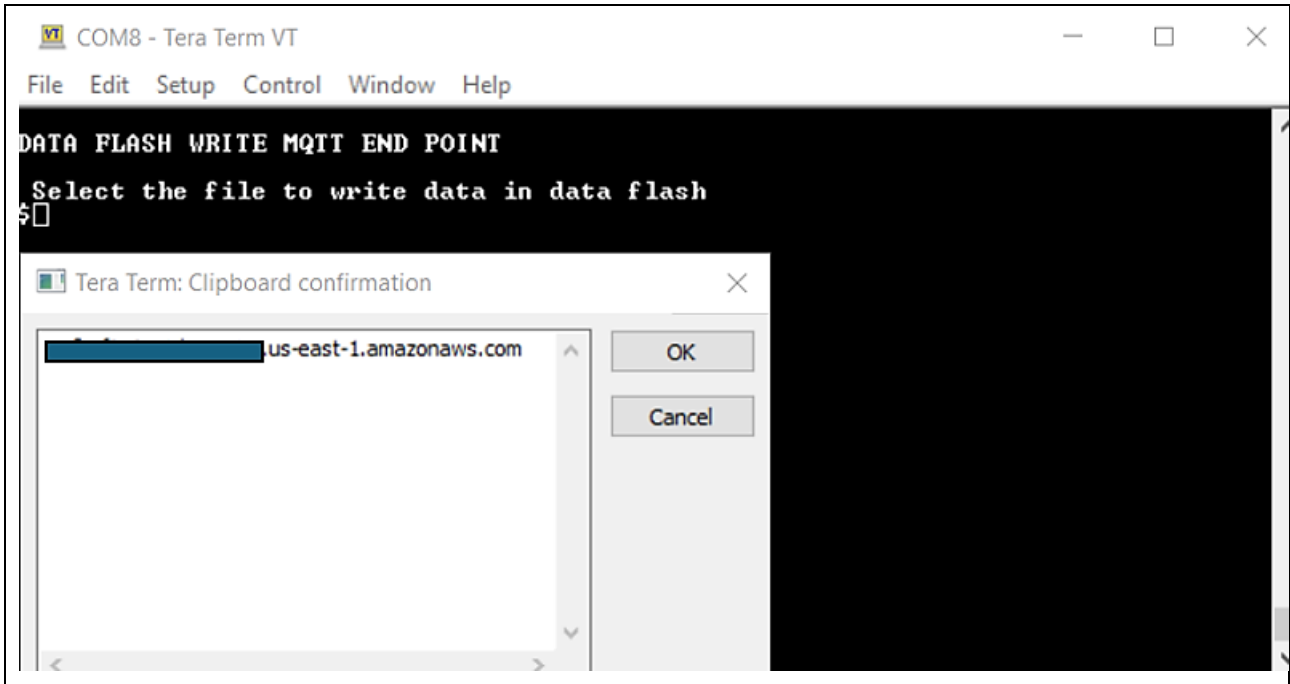 COM8 - Tera Term VT
File Edit Setup Control Window Help
DATA FLASH WRITE MQTT END POINT
Select the file to write data in data flash
$
Tera Term: Clipboard confirmation
.us-east-1.amazonaws.com
OK
Cancel